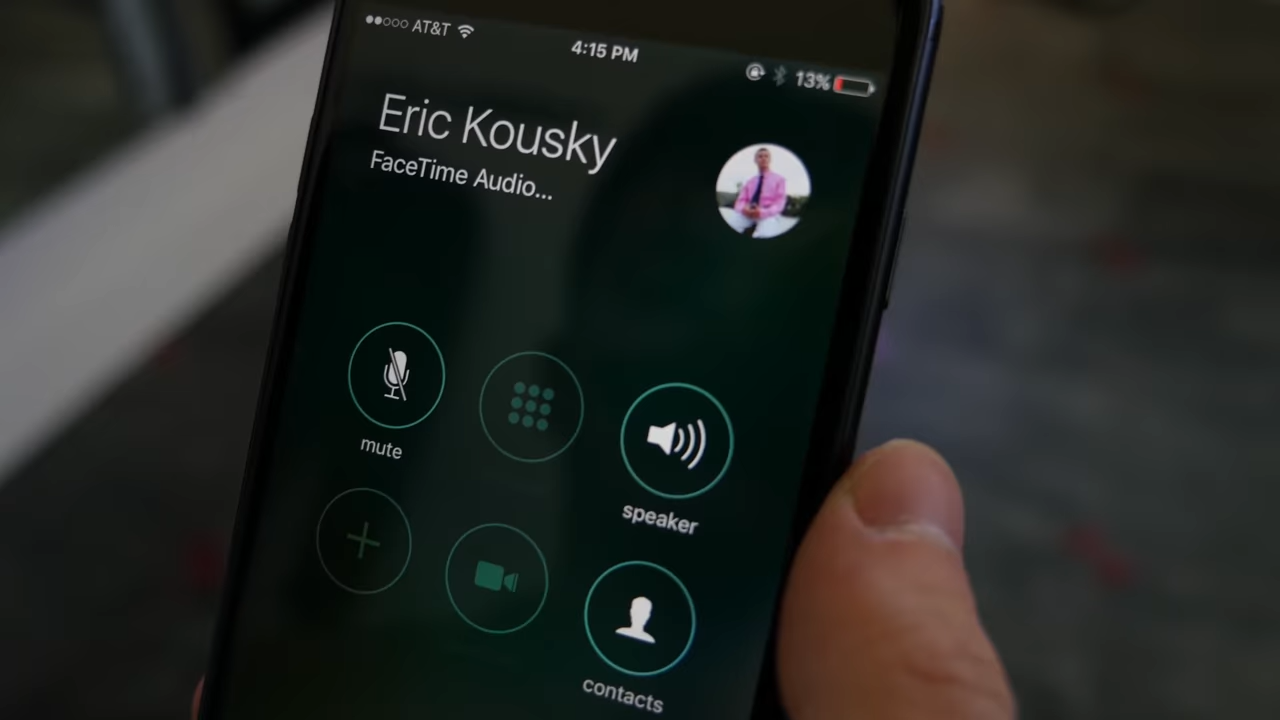 AT&T
4:15 PM
13%
Eric Kousky
FaceTime Audio...
mute
speaker
contacts